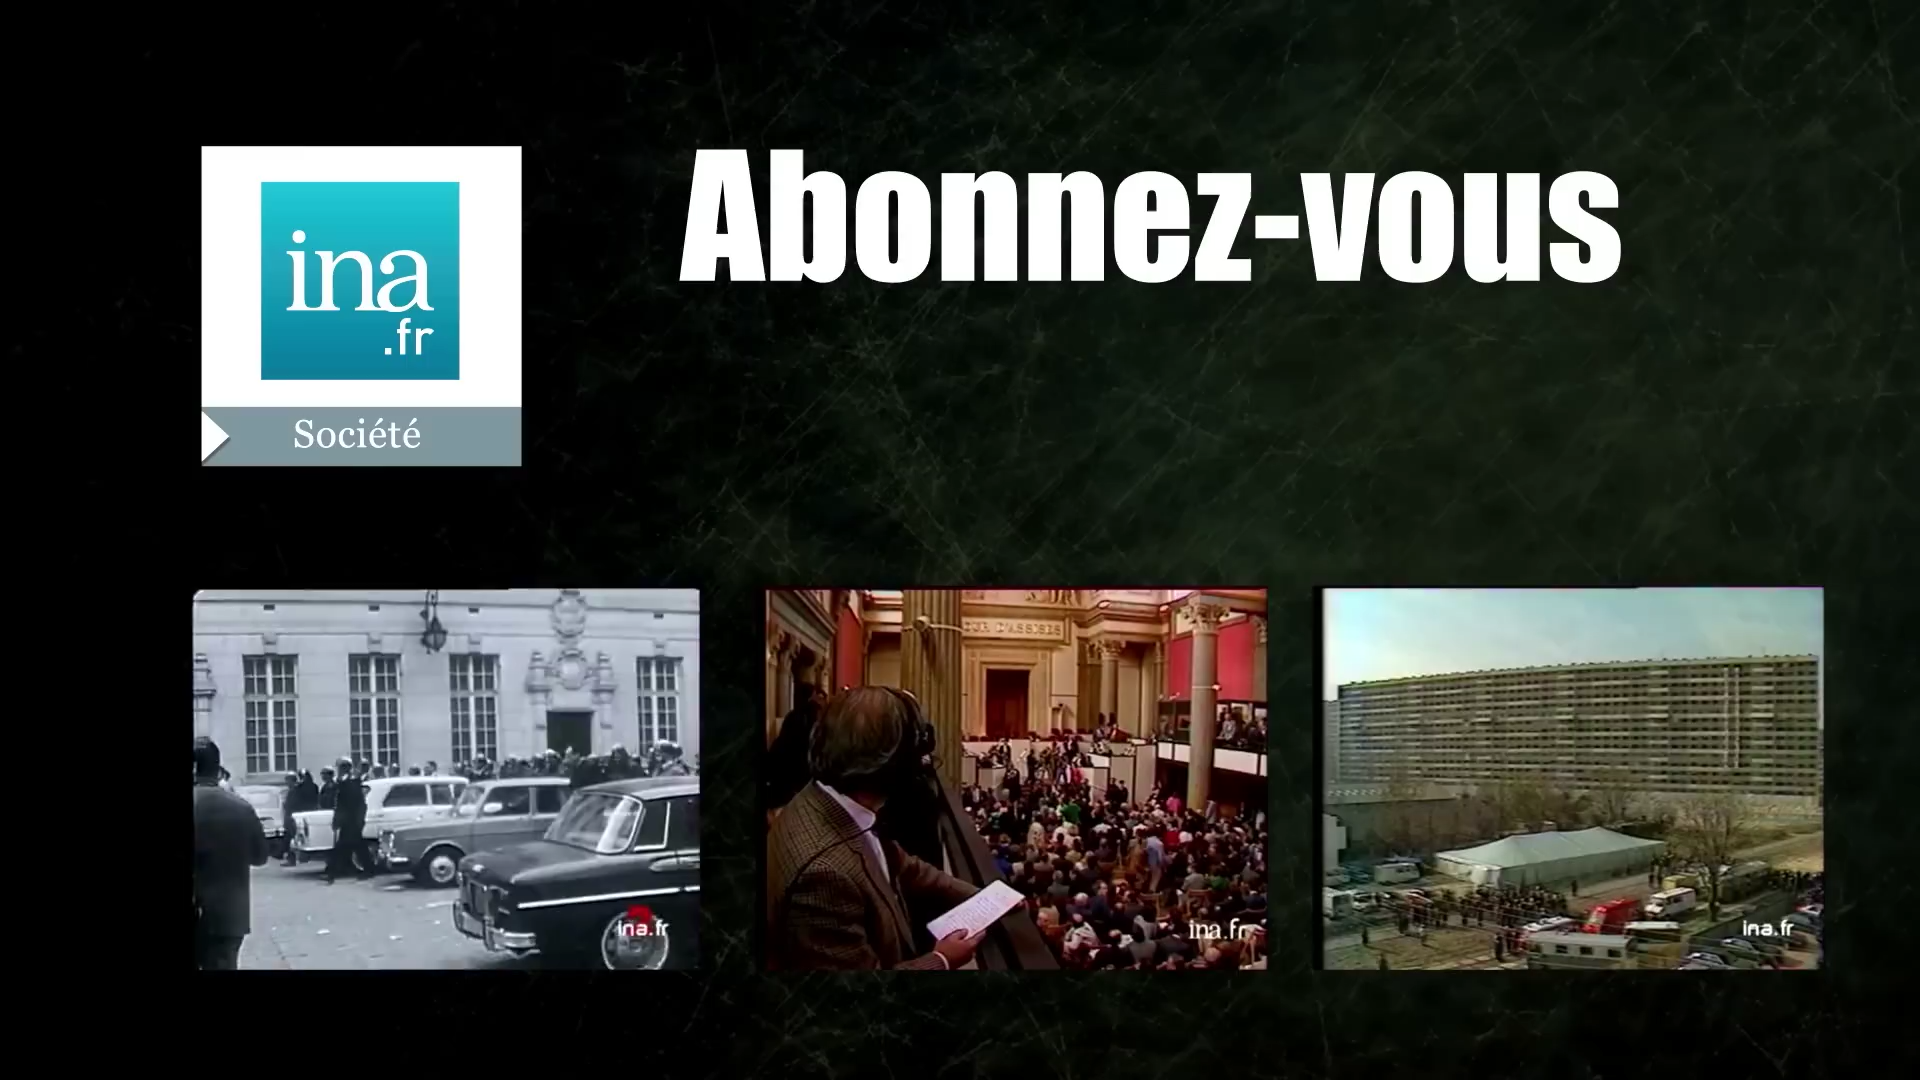 Abonnez-vous
ina
.fr
Société
COUR D'ASSISES
ina.fr
ina.fr
ina.fr